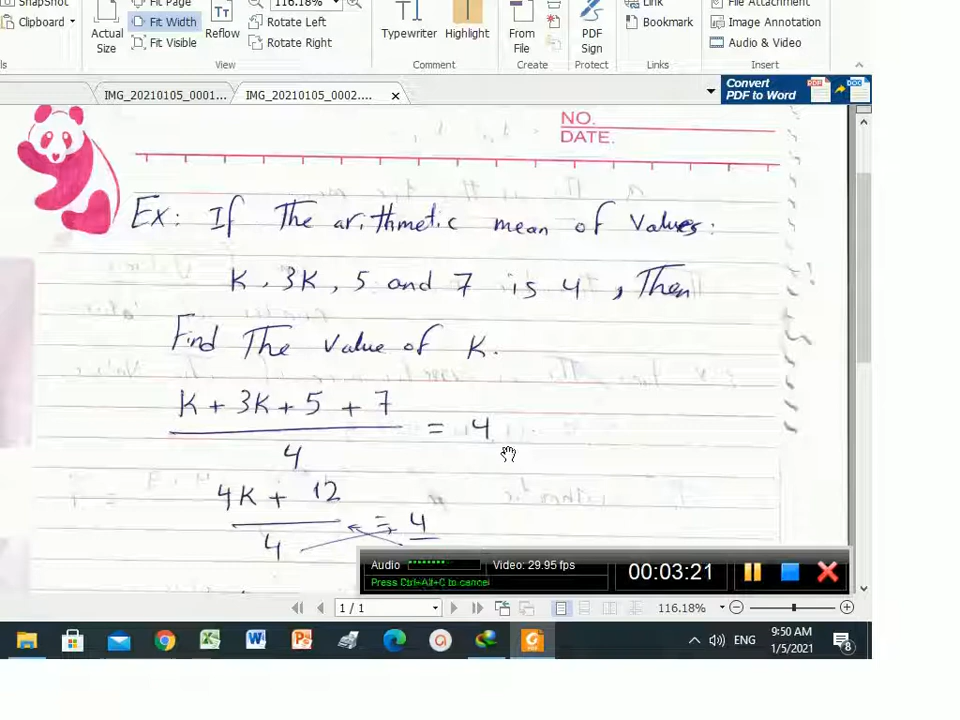 SnapShot
Clipboard
Fit Page
Fit Width
Fit Visible
Actual Size
Reflow
116.18%
Rotate Left
Rotate Right
View
Typewriter
Highlight
Comment
From File
Create
PDF Sign
Protect
Link
Bookmark
Links
File Attachment
Image Annotation
Audio & Video
Insert
IMG_20210105_0001...
IMG_20210105_0002....
Convert
PDF to Word
NO.
DATE.
Ex: If The arithmetic mean of Values:
K, 3K, 5 and 7 is 4, Then
Find The value of K.
K + 3K + 5 + 7
= 4
4
4K + 12
= 4
4
Audio
Video: 29.95 fps
Press Ctrl+Alt+C to cancel
00:03:21
1 / 1
116.18%
ENG
9:50 AM
1/5/2021
8